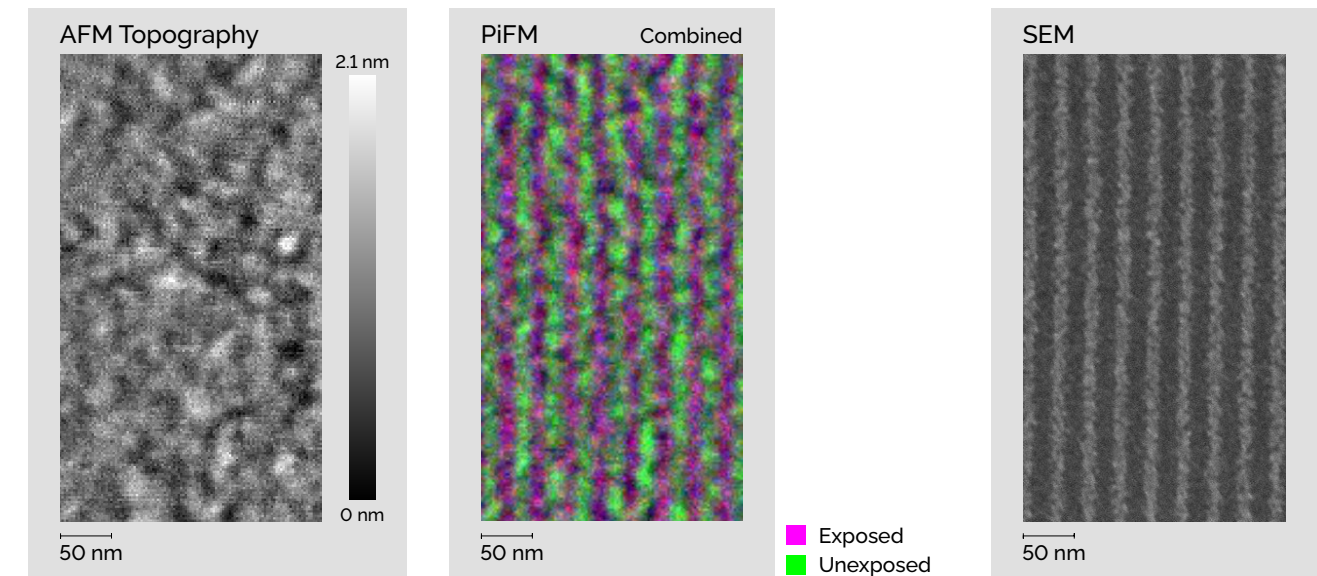 AFM Topography
2.1 nm
0 nm
50 nm
PiFM Combined
50 nm
Exposed
Unexposed
SEM
50 nm